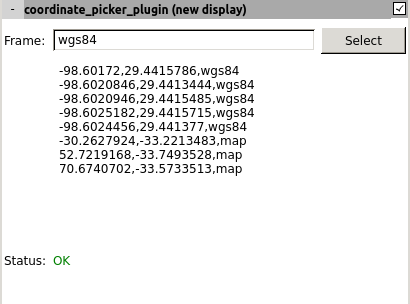 - coordinate_picker_plugin (new display)
Frame: wgs84 Select
-98.60172,29.4415786,wgs84
-98.6020846,29.4413444,wgs84
-98.6020946,29.4415485,wgs84
-98.6025182,29.4415715,wgs84
-98.6024456,29.441377,wgs84
-30.2627924,-33.2213483,map
52.7219168,-33.7493528,map
70.6740702,-33.5733513,map
Status: OK